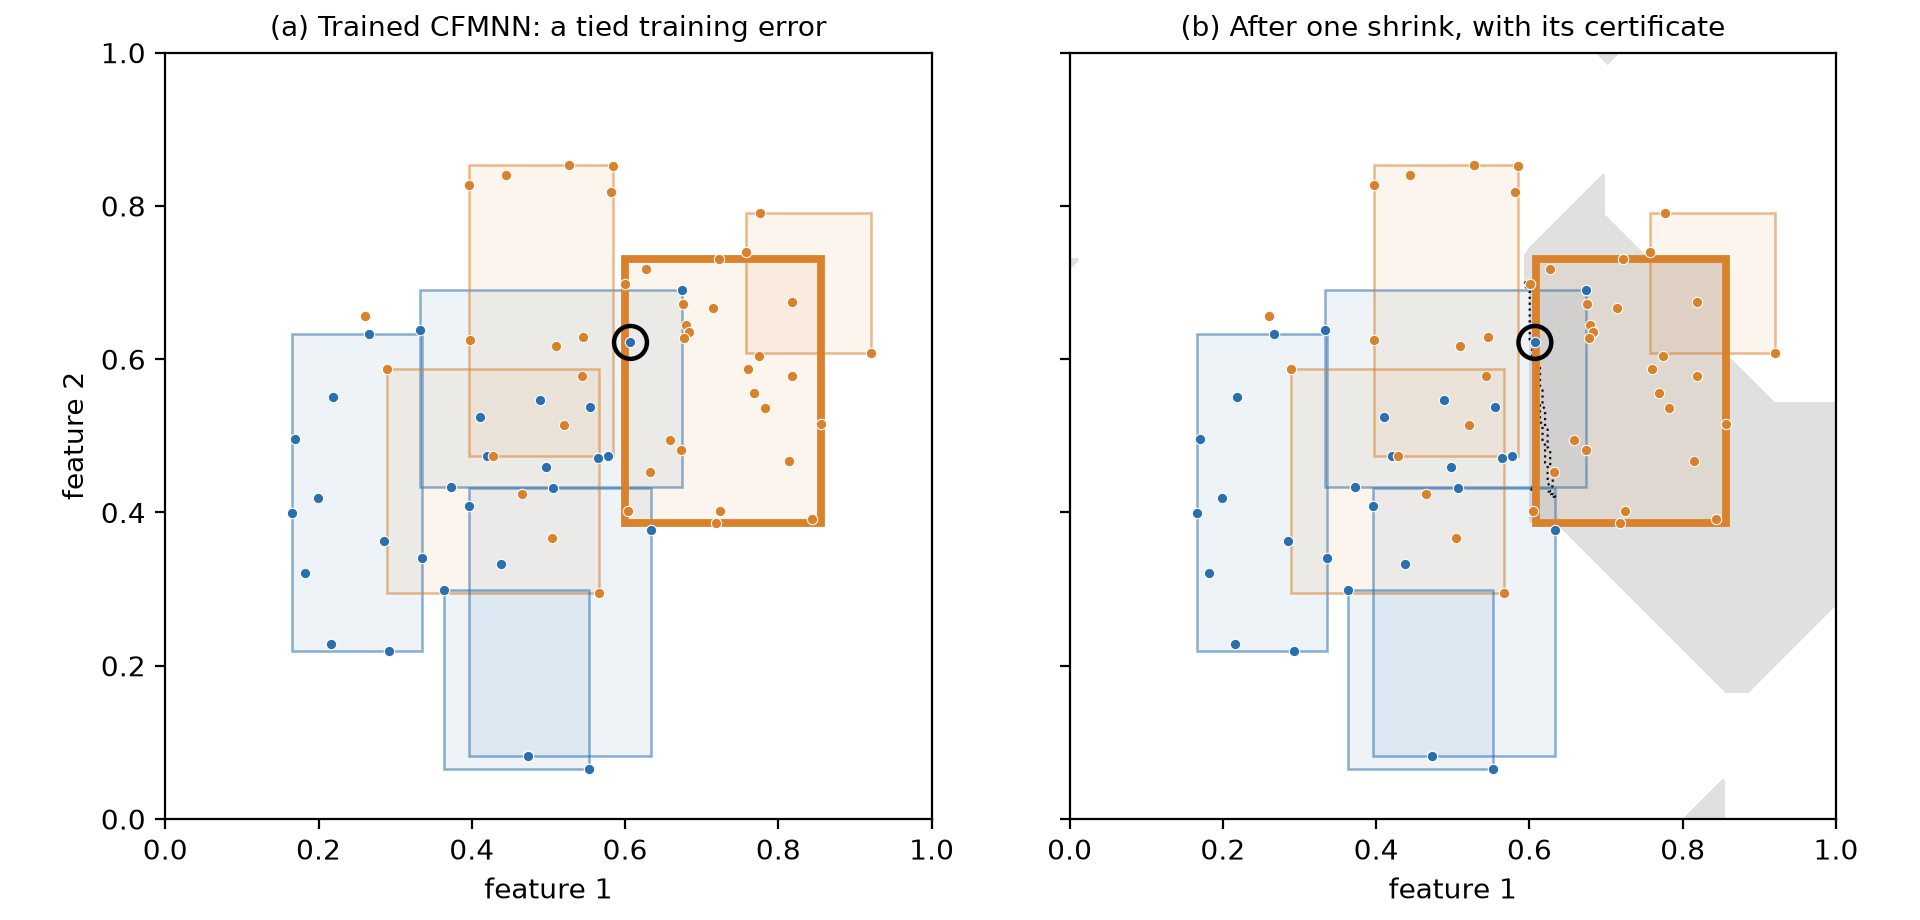 (a) Trained CFMNN: a tied training error
(b) After one shrink, with its certificate
1.0
0.8
0.6
0.4
0.2
0.0
feature 2
0.0 0.2 0.4 0.6 0.8 1.0
feature 1
0.0 0.2 0.4 0.6 0.8 1.0
feature 1